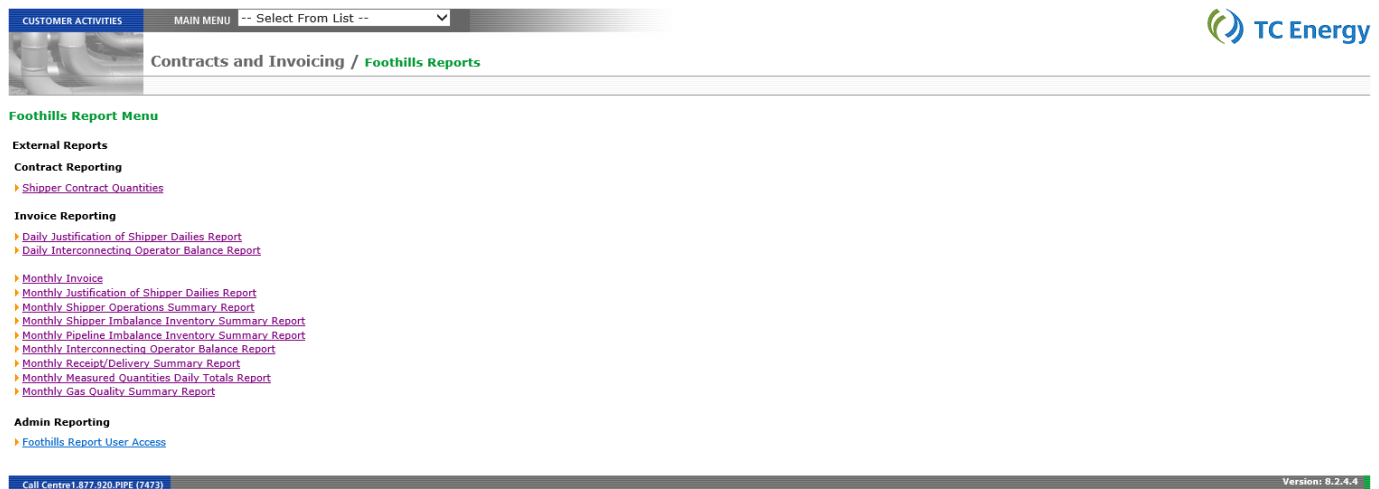 CUSTOMER ACTIVITIES MAIN MENU -- Select From List --
TC Energy
Contracts and Invoicing / Foothills Reports
Foothills Report Menu
External Reports
Contract Reporting
Shipper Contract Quantities
Invoice Reporting
Daily Justification of Shipper Dailies Report
Daily Interconnecting Operator Balance Report
Monthly Invoice
Monthly Justification of Shipper Dailies Report
Monthly Shipper Operations Summary Report
Monthly Shipper Imbalance Inventory Summary Report
Monthly Pipeline Imbalance Inventory Summary Report
Monthly Interconnecting Operator Balance Report
Monthly Receipt/Delivery Summary Report
Monthly Measured Quantities Daily Totals Report
Monthly Gas Quality Summary Report
Admin Reporting
Foothills Report User Access
Call Centre1.877.920.PIPE (7473) Version: 8.2.4.4